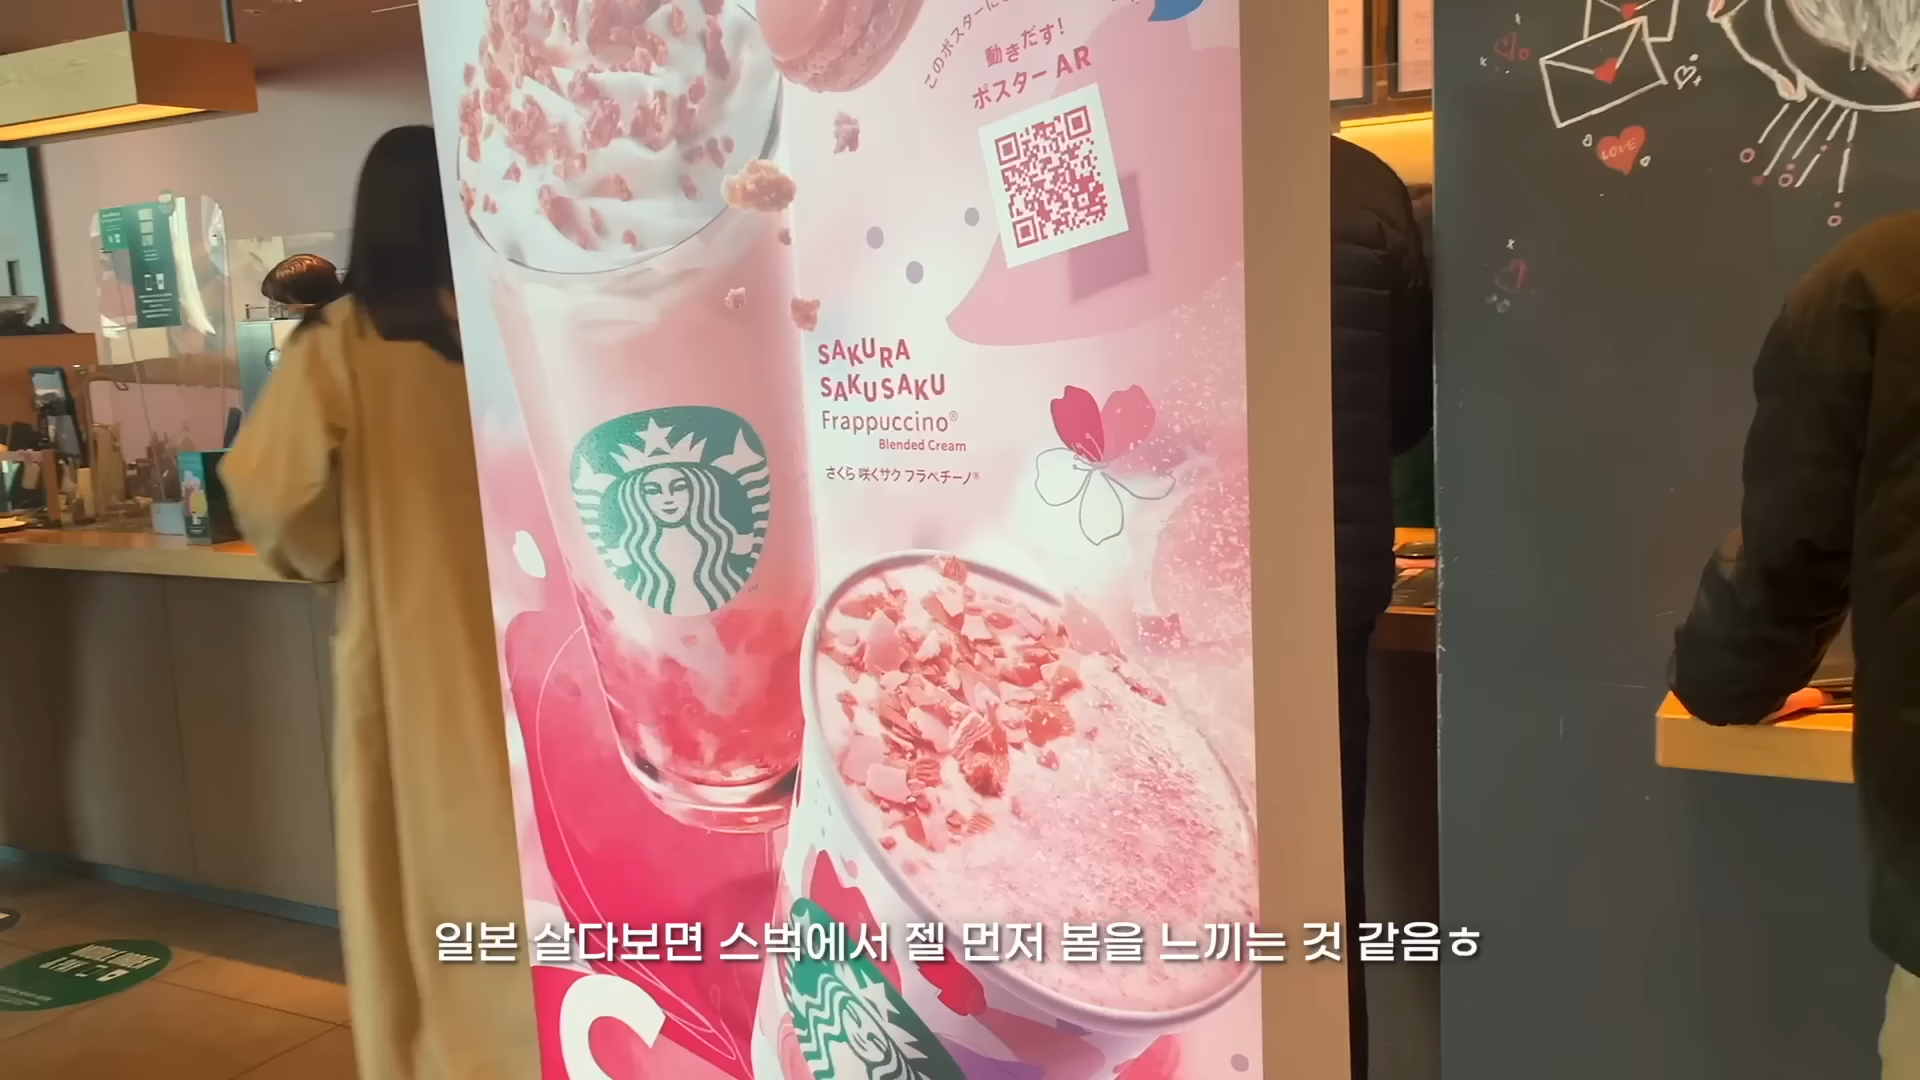 このポスターに
動きだす!
ポスター AR
SAKURA
SAKUSAKU
Frappuccino®
Blended Cream
さくら 咲くサク フラペチーノ®
LOVE
일본 살다보면 스벅에서 젤 먼저 봄을 느끼는 것 같음ㅎ
S